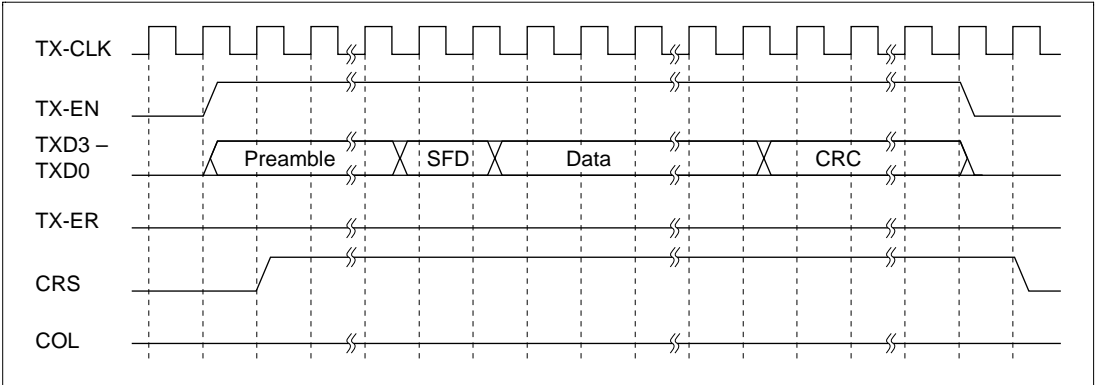 TX-CLK
TX-EN
TXD3 –
TXD0
Preamble SFD Data CRC
TX-ER
CRS
COL